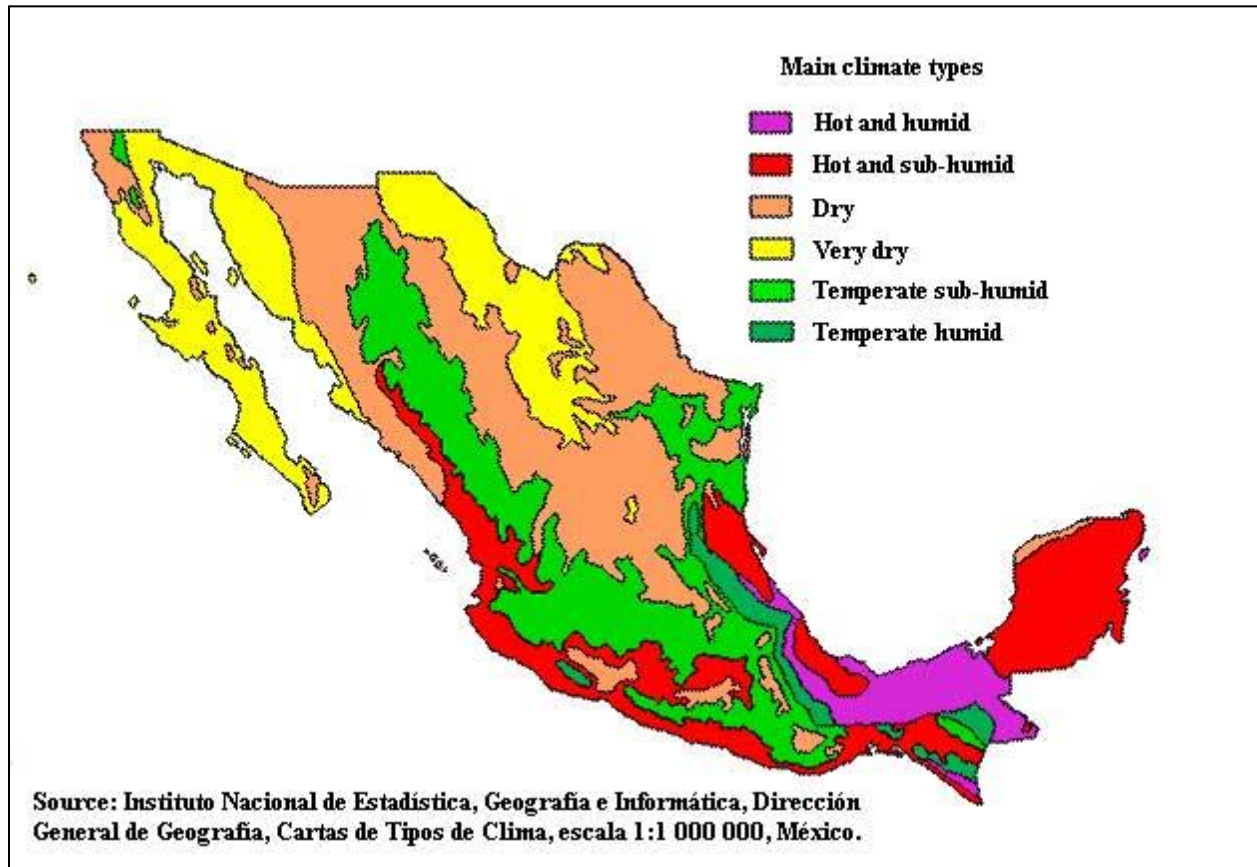 Main climate types
Hot and humid
Hot and sub-humid
Dry
Very dry
Temperate sub-humid
Temperate humid
Source: Instituto Nacional de Estadística, Geografía e Informática, Dirección
General de Geografía, Cartas de Tipos de Clima, escala 1:1 000 000, México.